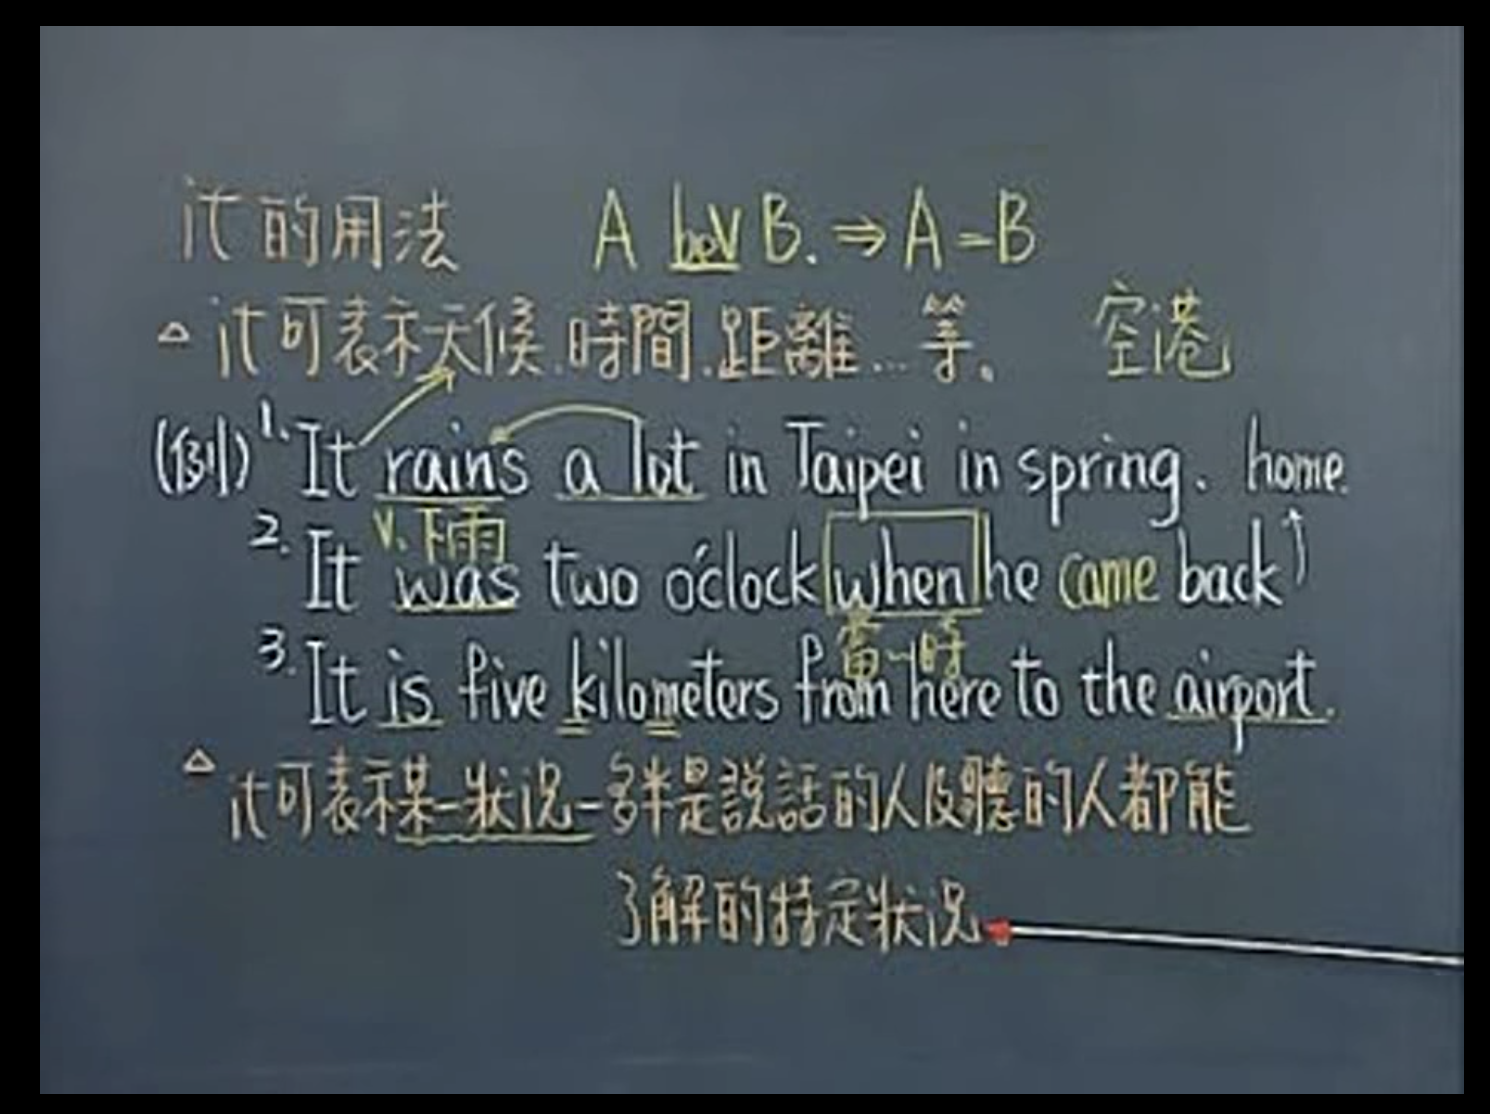 it的用法 A beV B. ⇒ A=B
△ it可表示天候.時間.距離...等。 空港
(例) 1. It rains a lot in Taipei in spring. home.
v.下雨
2. It was two o'clock when he came back
當~時
3. It is five kilometers from here to the airport.
△ it可表示某一狀況-多半是說話的人及聽的人都能
了解的特定狀況